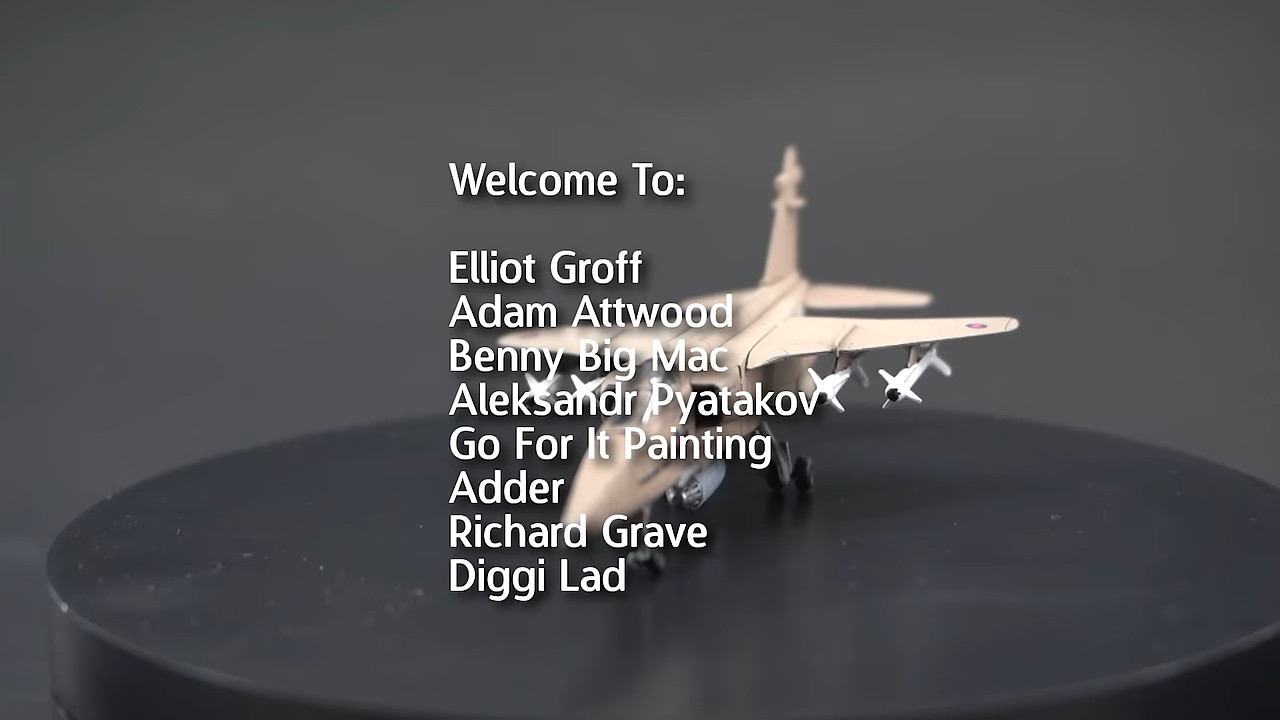 Welcome To:
Elliot Groff
Adam Attwood
Benny Big Mac
Aleksandr Pyatakov
Go For It Painting
Adder
Richard Grave
Diggi Lad